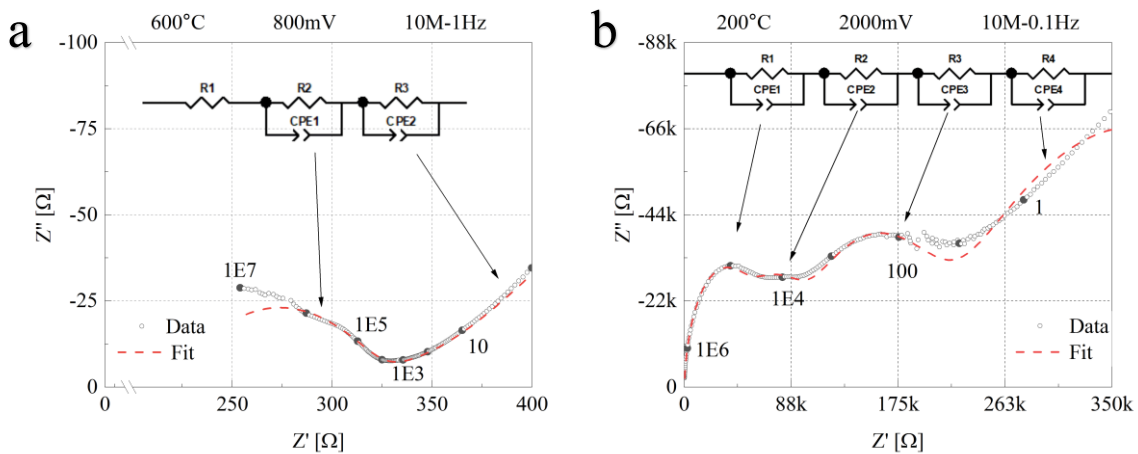 a
600°C 800mV 10M-1Hz
-100
-75
-50
-25
0
Z" [Ω]
R1 R2 R3
CPE1 CPE2
1E7
1E5
1E3
10
Data
Fit
0 250 300 350 400
Z' [Ω]
b
200°C 2000mV 10M-0.1Hz
-88k
-66k
-44k
-22k
0
Z" [Ω]
R1 R2 R3 R4
CPE1 CPE2 CPE3 CPE4
1
100
1E4
1E6
Data
Fit
0 88k 175k 263k 350k
Z' [Ω]